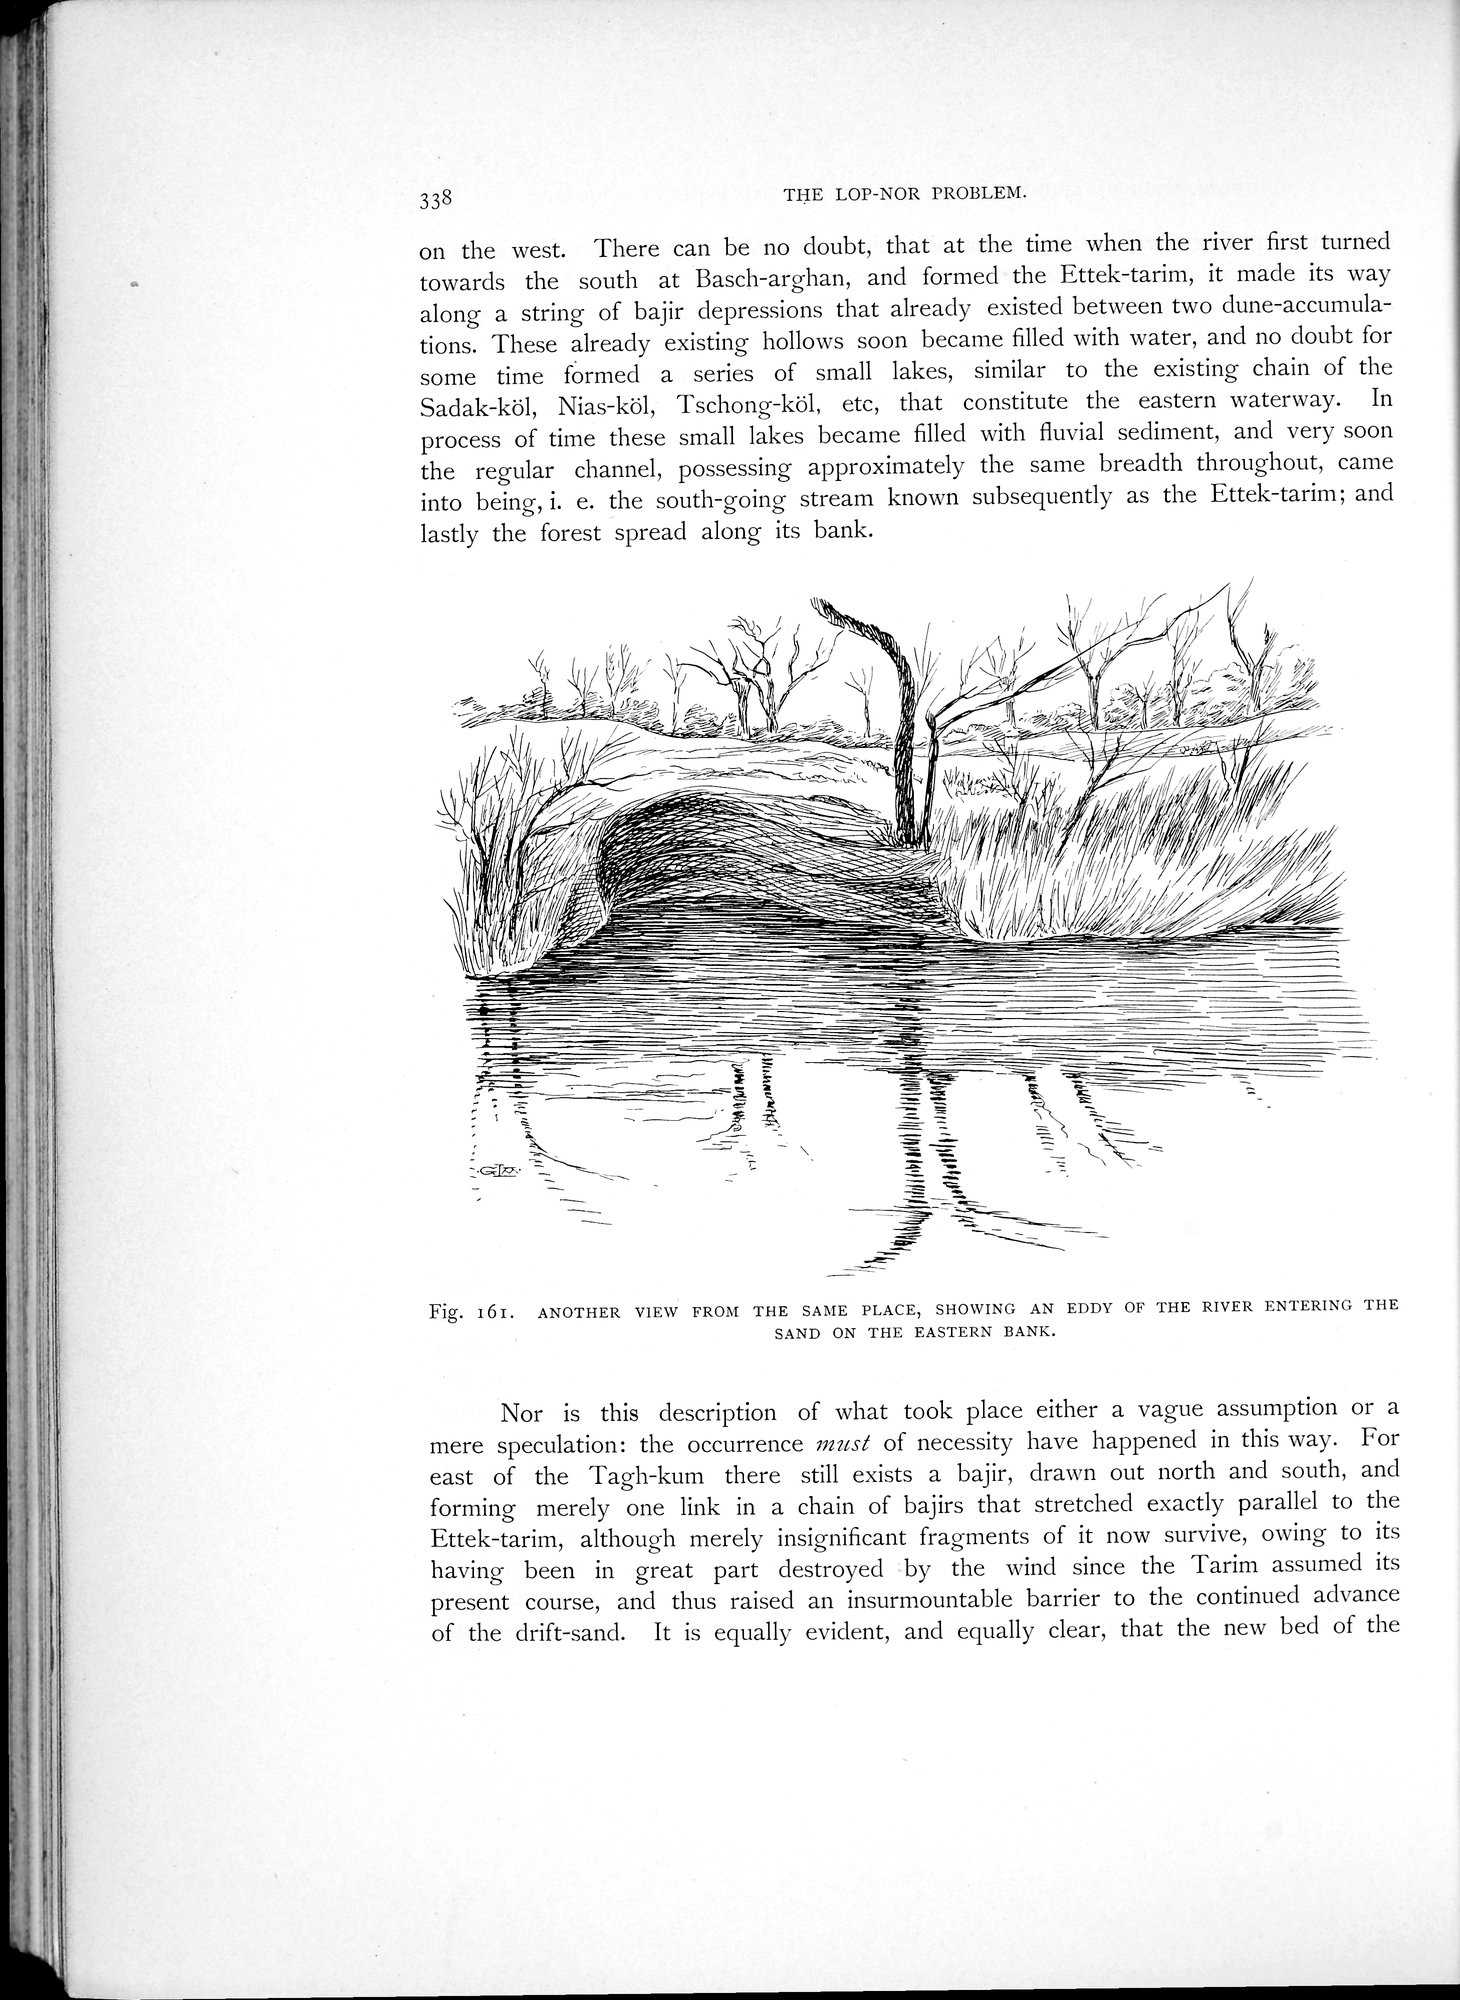 338
THE LOP-NOR PROBLEM.
on the west. There can be no doubt, that at the time when the river first turned
towards the south at Basch-arghan, and formed the Ettek-tarim, it made its way
along a string of bajir depressions that already existed between two dune-accumula-
tions. These already existing hollows soon became filled with water, and no doubt for
some time formed a series of small lakes, similar to the existing chain of the
Sadak-köl, Nias-köl, Tschong-köl, etc, that constitute the eastern waterway. In
process of time these small lakes became filled with fluvial sediment, and very soon
the regular channel, possessing approximately the same breadth throughout, came
into being, i. e. the south-going stream known subsequently as the Ettek-tarim; and
lastly the forest spread along its bank.
Fig. 161. ANOTHER VIEW FROM THE SAME PLACE, SHOWING AN EDDY OF THE RIVER ENTERING THE
SAND ON THE EASTERN BANK.
Nor is this description of what took place either a vague assumption or a
mere speculation: the occurrence must of necessity have happened in this way. For
east of the Tagh-kum there still exists a bajir, drawn out north and south, and
forming merely one link in a chain of bajirs that stretched exactly parallel to the
Ettek-tarim, although merely insignificant fragments of it now survive, owing to its
having been in great part destroyed by the wind since the Tarim assumed its
present course, and thus raised an insurmountable barrier to the continued advance
of the drift-sand. It is equally evident, and equally clear, that the new bed of the